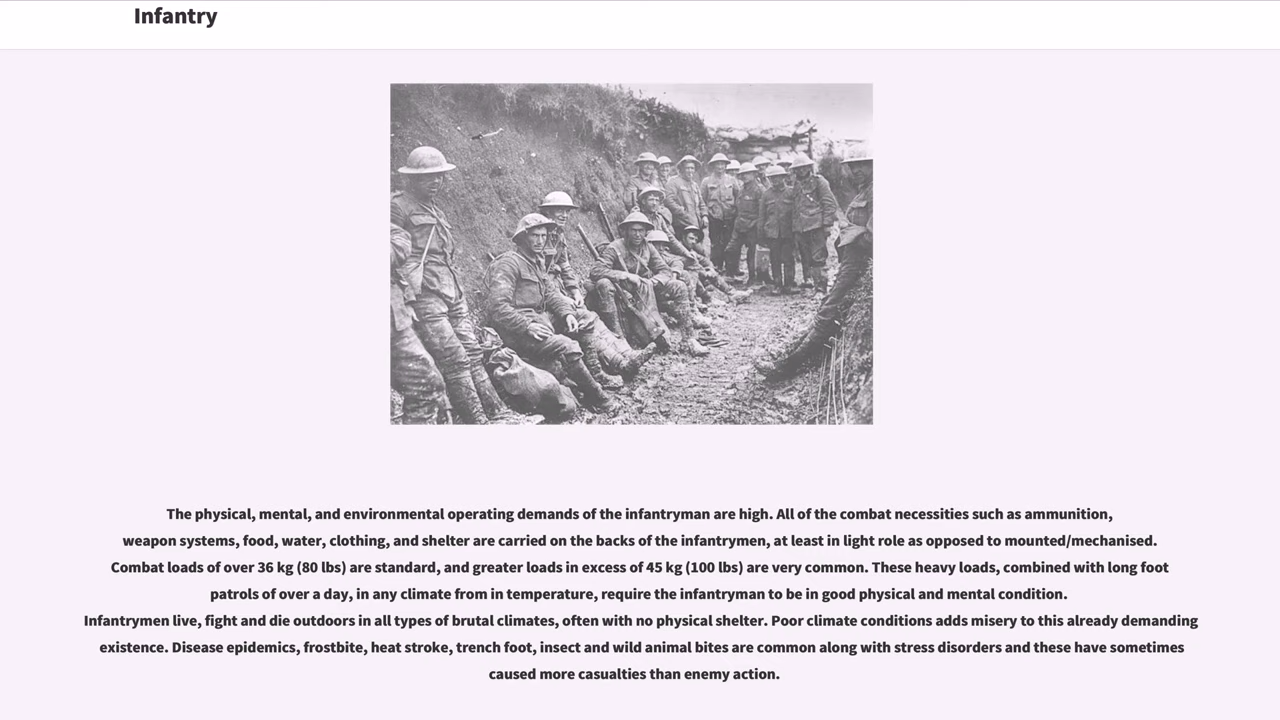 Infantry
The physical, mental, and environmental operating demands of the infantryman are high. All of the combat necessities such as ammunition,
weapon systems, food, water, clothing, and shelter are carried on the backs of the infantrymen, at least in light role as opposed to mounted/mechanised.
Combat loads of over 36 kg (80 lbs) are standard, and greater loads in excess of 45 kg (100 lbs) are very common. These heavy loads, combined with long foot
patrols of over a day, in any climate from in temperature, require the infantryman to be in good physical and mental condition.
Infantrymen live, fight and die outdoors in all types of brutal climates, often with no physical shelter. Poor climate conditions adds misery to this already demanding
existence. Disease epidemics, frostbite, heat stroke, trench foot, insect and wild animal bites are common along with stress disorders and these have sometimes
caused more casualties than enemy action.